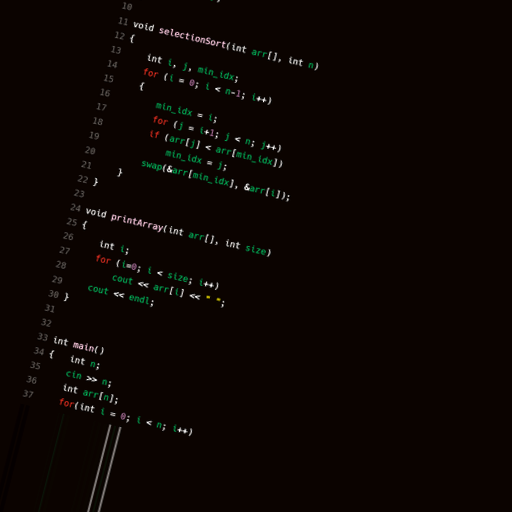 10
11 void selectionSort(int arr[], int n)
12 {
13 int i, j, min_idx;
14 for (i = 0; i < n-1; i++)
15 {
16 min_idx = i;
17 for (j = i+1; j < n; j++)
18 if (arr[j] < arr[min_idx])
19 min_idx = j;
20 swap(&arr[min_idx], &arr[i]);
21 }
22 }
23
24 void printArray(int arr[], int size)
25 {
26 int i;
27 for (i=0; i < size; i++)
28 cout << arr[i] << " ";
29 cout << endl;
30 }
31
32
33 int main()
34 { int n;
35 cin >> n;
36 int arr[n];
37 for(int i = 0; i < n; i++)